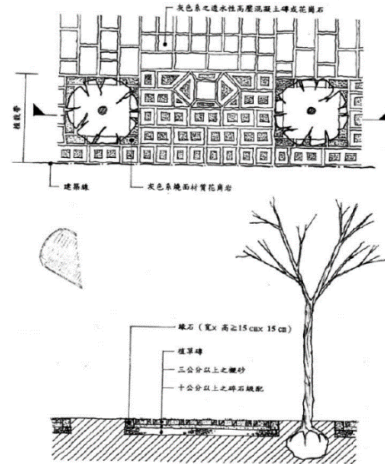 灰色系之透水性高壓混凝土磚或花崗石
植栽帶
建築線
灰色系燒面材質花崗岩
緣石（寬x高≧15 cmx 15 cm）
植草磚
三公分以上之襯砂
十公分以上之碎石級配